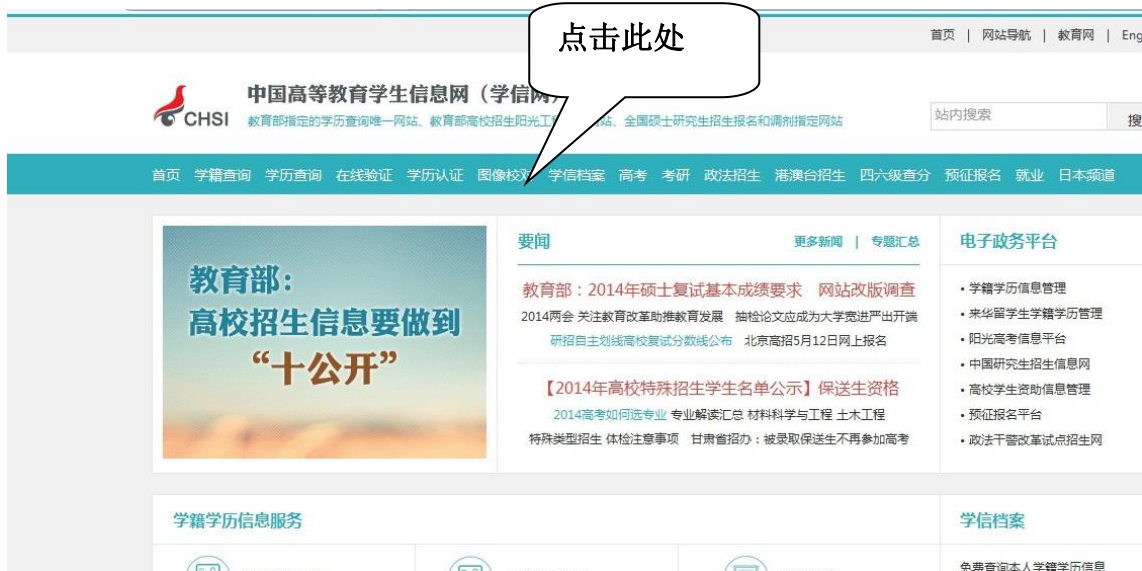 点击此处
首页 | 网站导航 | 教育网 | Eng
中国高等教育学生信息网（学信网）
CHSI
教育部指定的学历查询唯一网站、教育部高校招生阳光工 站、全国硕士研究生招生报名和调剂指定网站
站内搜索 搜
首页 学籍查询 学历查询 在线验证 学历认证 图像校对 学信档案 高考 考研 政法招生 港澳台招生 四六级查分 预征报名 就业 日本频道
教育部：
高校招生信息要做到
“十公开”
要闻 更多新闻 | 专题汇总
教育部：2014年硕士复试基本成绩要求 网站改版调查
2014两会 关注教育改革助推教育发展 抽检论文应成为大学宽进严出开端
研招自主划线高校复试分数线公布 北京高招5月12日网上报名
【2014年高校特殊招生学生名单公示】保送生资格
2014高考如何选专业 专业解读汇总 材料科学与工程 土木工程
特殊类型招生 体检注意事项 甘肃省招办：被录取保送生不再参加高考
电子政务平台
• 学籍学历信息管理
• 来华留学生学籍学历管理
• 阳光高考信息平台
• 中国研究生招生信息网
• 高校学生资助信息管理
• 预征报名平台
• 政法干警改革试点招生网
学籍学历信息服务
学信档案
免费查询本人学籍学历信息